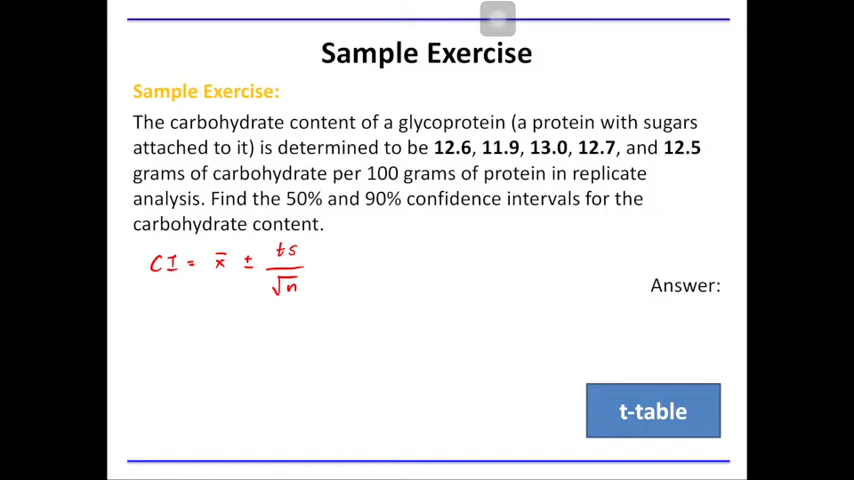 Sample Exercise
Sample Exercise:
The carbohydrate content of a glycoprotein (a protein with sugars
attached to it) is determined to be 12.6, 11.9, 13.0, 12.7, and 12.5
grams of carbohydrate per 100 grams of protein in replicate
analysis. Find the 50% and 90% confidence intervals for the
carbohydrate content.
CI = x̄ ± ts/√n
Answer:
t-table